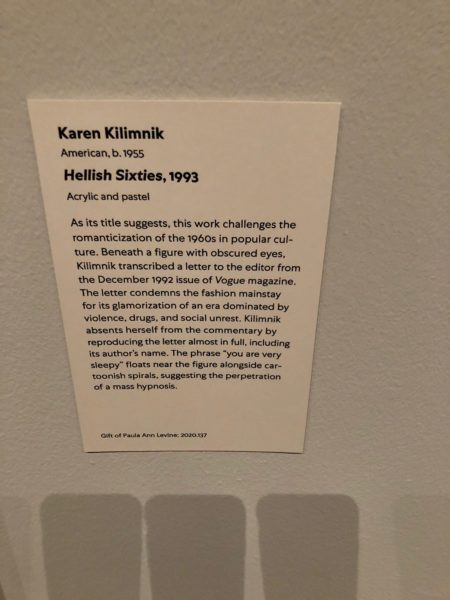 Karen Kilimnik
American, b. 1955
Hellish Sixties, 1993
Acrylic and pastel
As its title suggests, this work challenges the
romanticization of the 1960s in popular cul-
ture. Beneath a figure with obscured eyes,
Kilimnik transcribed a letter to the editor from
the December 1992 issue of Vogue magazine.
The letter condemns the fashion mainstay
for its glamorization of an era dominated by
violence, drugs, and social unrest. Kilimnik
absents herself from the commentary by
reproducing the letter almost in full, including
its author's name. The phrase "you are very
sleepy" floats near the figure alongside car-
toonish spirals, suggesting the perpetration
of a mass hypnosis.
Gift of Paula Ann Levine; 2020.137